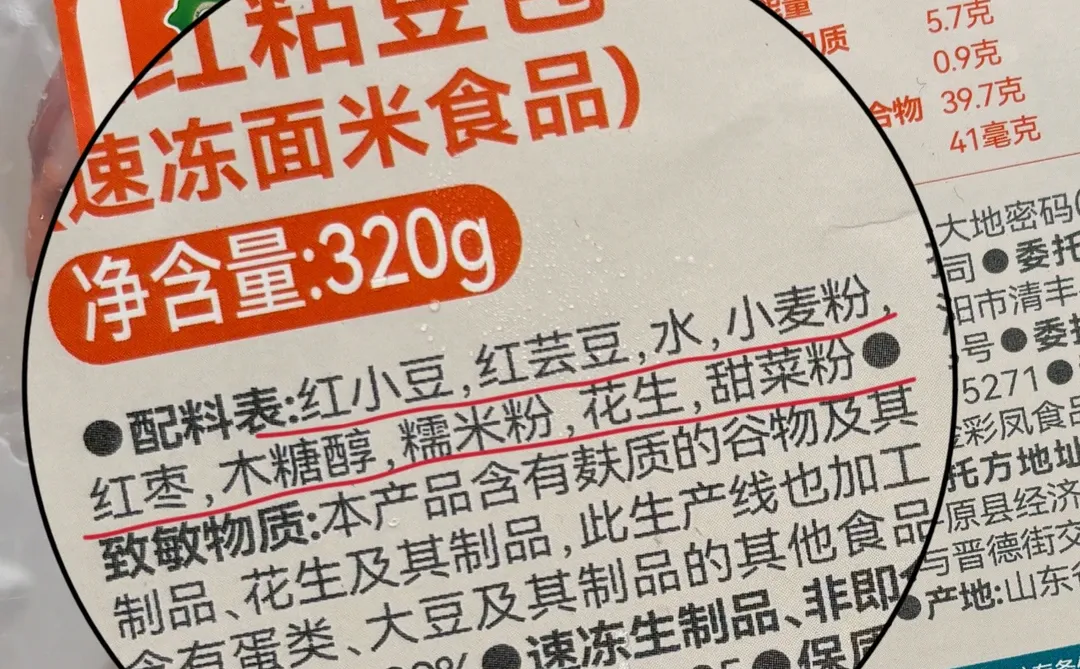 红粘豆包
速冻面米食品)
净含量:320g
●配料表:红小豆,红芸豆,水,小麦粉,
红枣,木糖醇,糯米粉,花生,甜菜粉●
致敏物质:本产品含有麸质的谷物及其
制品、花生及其制品,此生产线也加工
含有蛋类、大豆及其制品的其他食品
●速冻生制品、非即
●保质
5.7克
质 0.9克
合物 39.7克
41毫克
大地密码(
司●委托
阳市清丰
号●委托
5271●
彩凤食品
托方地址
原县经济
与晋德街交
●产地:山东省